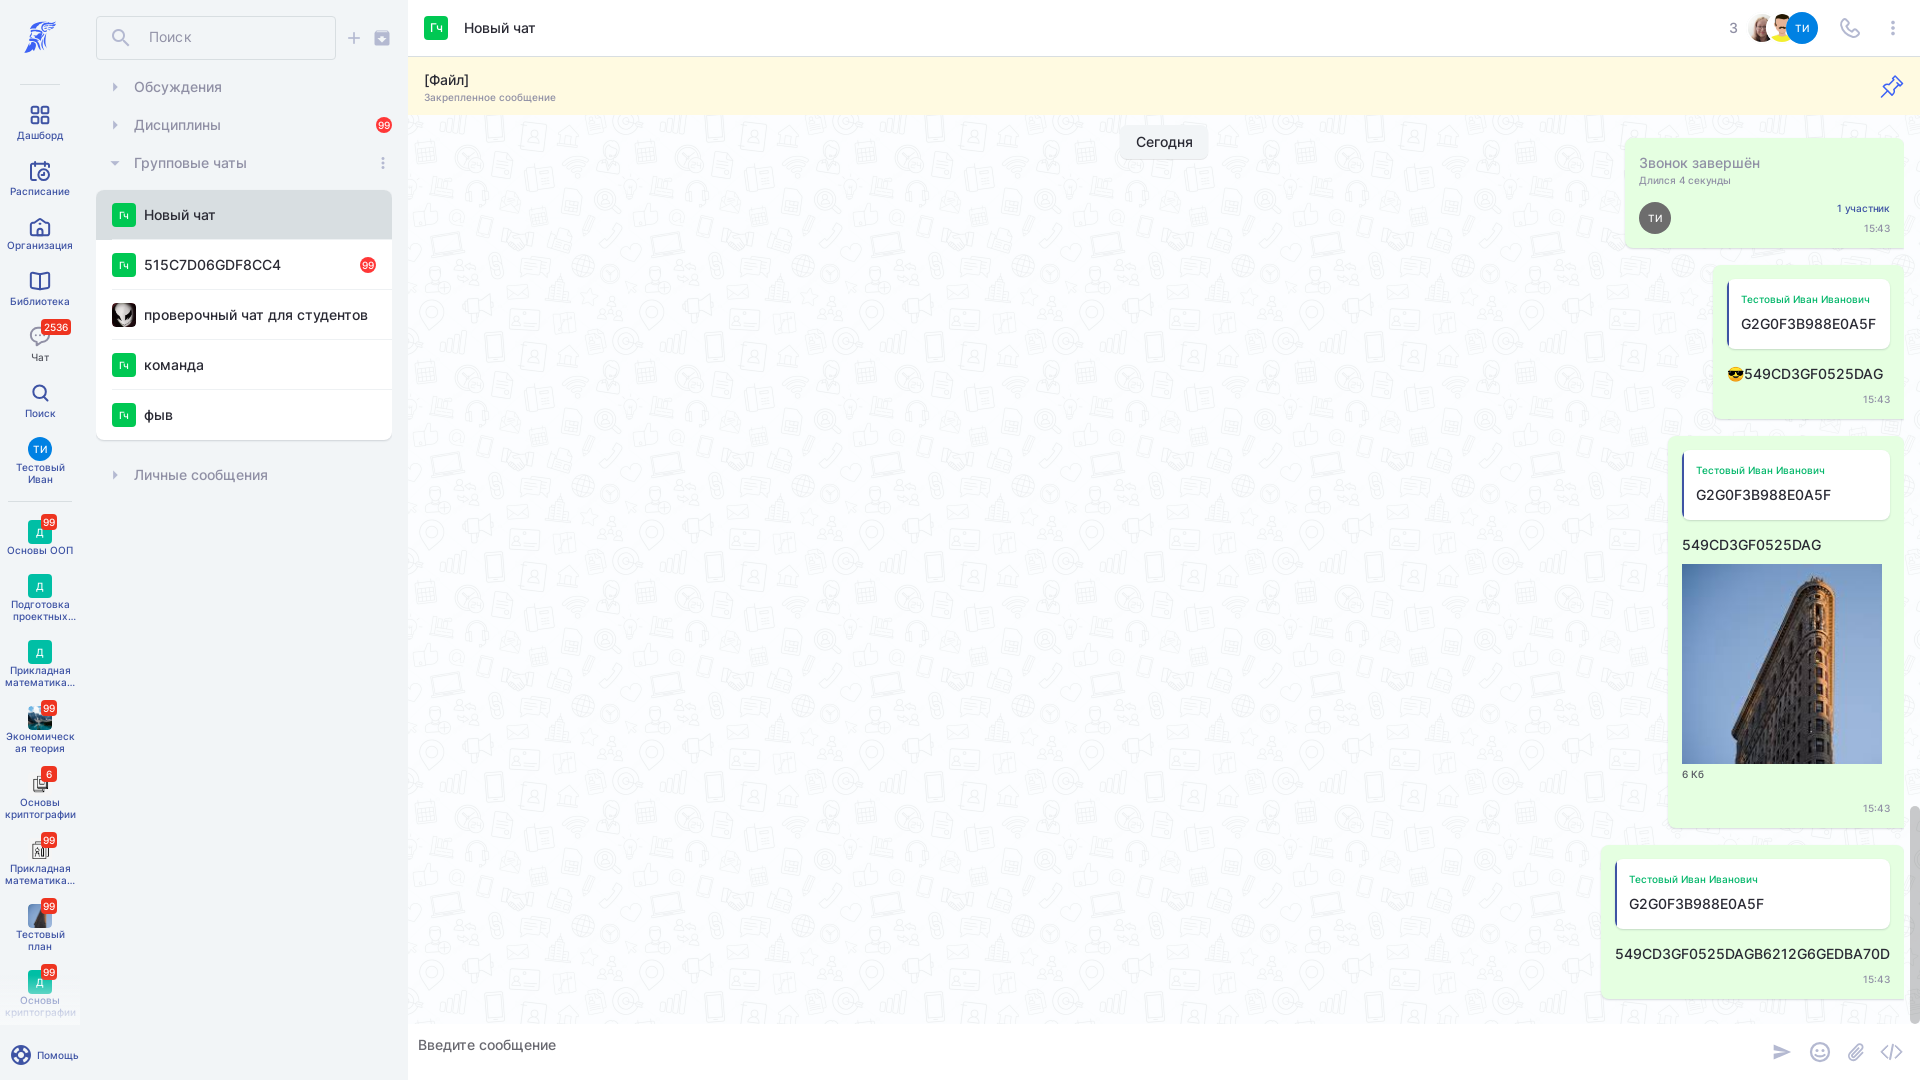 Дашборд
Расписание
Организация
Библиотека
2536
Чат
Поиск
ТИ
Тестовый
Иван
99
Д
Основы ООП
Д
Подготовка
проектных...
Д
Прикладная
математика...
99
Экономическ
ая теория
6
Основы
криптографии
99
Прикладная
математика...
99
Тестовый
план
99
Д
Основы
криптографии
Помощь
Поиск
Обсуждения
Дисциплины
99
Групповые чаты
Гч
Новый чат
Гч
515C7D06GDF8CC4
99
проверочный чат для студентов
Гч
команда
Гч
фыв
Личные сообщения
Гч
Новый чат
3
ТИ
[Файл]
Закрепленное сообщение
Сегодня
Звонок завершён
Длился 4 секунды
ТИ
1 участник
15:43
Тестовый Иван Иванович
G2G0F3B988E0A5F
😎549CD3GF0525DAG
15:43
Тестовый Иван Иванович
G2G0F3B988E0A5F
549CD3GF0525DAG
6 Кб
15:43
Тестовый Иван Иванович
G2G0F3B988E0A5F
549CD3GF0525DAGB6212G6GEDBA70D
15:43
Введите сообщение